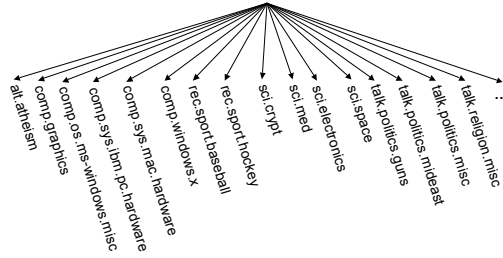 alt.atheism
comp.graphics
comp.os.ms-windows.misc
comp.sys.ibm.pc.hardware
comp.sys.mac.hardware
comp.windows.x
rec.sport.baseball
rec.sport.hockey
sci.crypt
sci.med
sci.electronics
sci.space
talk.politics.guns
talk.politics.mideast
talk.politics.misc
talk.religion.misc
...